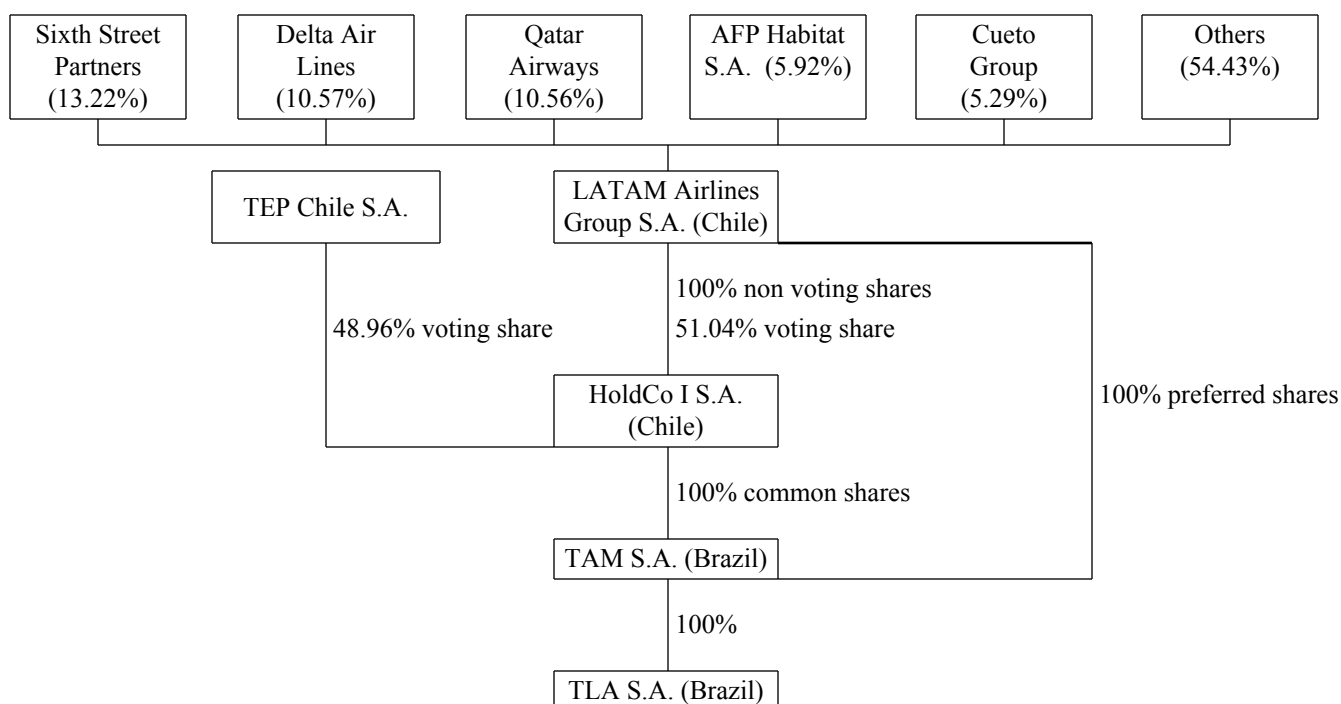 Sixth Street
Partners
(13.22%)
Delta Air
Lines
(10.57%)
Qatar
Airways
(10.56%)
AFP Habitat
S.A. (5.92%)
Cueto
Group
(5.29%)
Others
(54.43%)
TEP Chile S.A.
LATAM Airlines
Group S.A. (Chile)
100% non voting shares
48.96% voting share
51.04% voting share
HoldCo I S.A.
(Chile)
100% preferred shares
100% common shares
TAM S.A. (Brazil)
100%
TLA S.A. (Brazil)